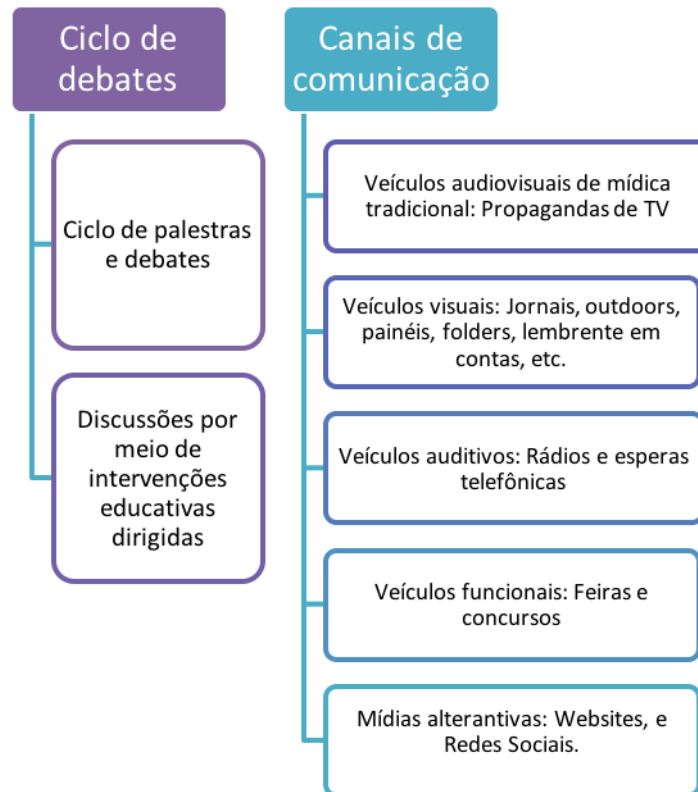 Ciclo de
debates
Ciclo de palestras
e debates
Discussões por
meio de
intervenções
educativas
dirigidas
Canais de
comunicação
Veículos audiovisuais de mídica
tradicional: Propagandas de TV
Veículos visuais: Jornais, outdoors,
painéis, folders, lembrente em
contas, etc.
Veículos auditivos: Rádios e esperas
telefônicas
Veículos funcionais: Feiras e
concursos
Mídias alterantivas: Websites, e
Redes Sociais.